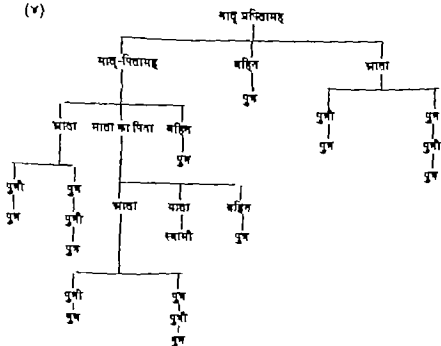 (४)
मातृ प्रपितामह
मातृ-पितामह बहिन भ्राता
पुत्र
भ्राता माता का पिता बहिन पुत्री पुत्र
पुत्र पुत्र पुत्री
पुत्र
पुत्री पुत्र
पुत्र पुत्री भ्राता माता बहिन
पुत्र स्वामी पुत्र
पुत्री पुत्र
पुत्र पुत्री
पुत्र